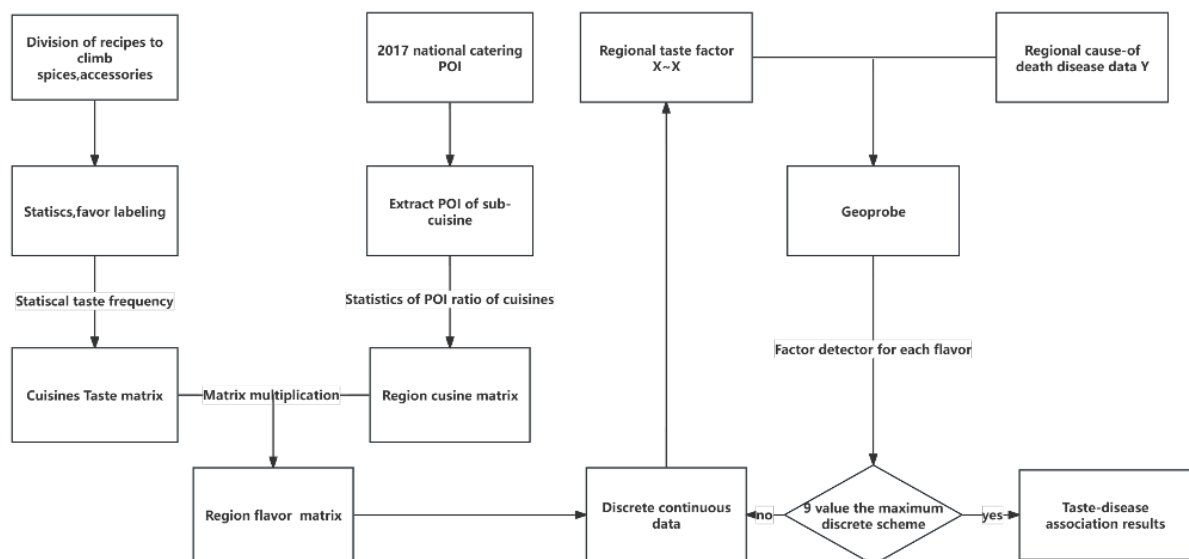 Division of recipes to
climb
spices,accessories
2017 national catering
POI
Regional taste factor
X~X
Regional cause-of
death disease data Y
Statiscs,favor labeling
Extract POI of sub-
cuisine
Geoprobe
Statiscal taste frequency
Statistics of POI ratio of cuisines
Factor detector for each flavor
Cuisines Taste matrix
Matrix multiplication
Region cusine matrix
Region flavor matrix
Discrete continuous
data
no
9 value the maximum
discrete scheme
yes
Taste-disease
association results